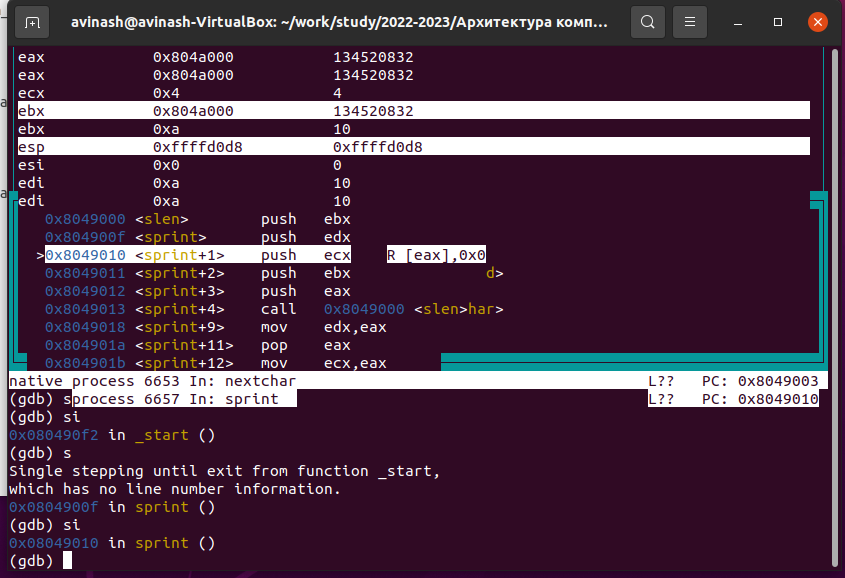 avinash@avinash-VirtualBox: ~/work/study/2022-2023/Архитектура комп...
eax 0x804a000 134520832
eax 0x804a000 134520832
ecx 0x4 4
ebx 0x804a000 134520832
ebx 0xa 10
esp 0xffffd0d8 0xffffd0d8
esi 0x0 0
edi 0xa 10
edi 0xa 10
0x8049000 <slen> push ebx
0x804900f <sprint> push edx
>0x8049010 <sprint+1> push ecx R [eax],0x0
0x8049011 <sprint+2> push ebx d>
0x8049012 <sprint+3> push eax
0x8049013 <sprint+4> call 0x8049000 <slen>har>
0x8049018 <sprint+9> mov edx,eax
0x804901a <sprint+11> pop eax
0x804901b <sprint+12> mov ecx,eax
native process 6653 In: nextchar L?? PC: 0x8049003
(gdb) sprocess 6657 In: sprint L?? PC: 0x8049010
(gdb) si
0x080490f2 in _start ()
(gdb) s
Single stepping until exit from function _start,
which has no line number information.
0x0804900f in sprint ()
(gdb) si
0x08049010 in sprint ()
(gdb)